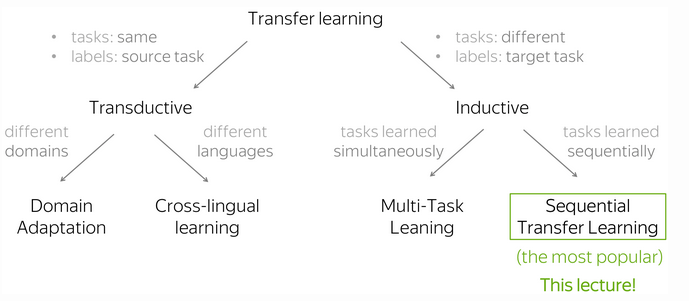 Transfer learning
• tasks: same
• labels: source task
• tasks: different
• labels: target task
Transductive
Inductive
different
domains
different
languages
tasks learned
simultaneously
tasks learned
sequentially
Domain
Adaptation
Cross-lingual
learning
Multi-Task
Leaning
Sequential
Transfer Learning
(the most popular)
This lecture!